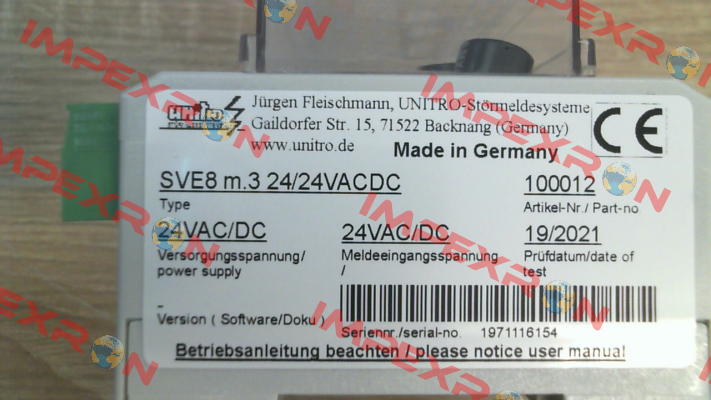 IMPEXRON
unitro
Jürgen Fleischmann, UNITRO-Störmeldesysteme
Gaildorfer Str. 15, 71522 Backnang (Germany)
www.unitro.de
Made in Germany
CE
SVE8 m.3 24/24VACDC
100012
Type
Artikel-Nr./ Part-no
24VAC/DC
24VAC/DC
19/2021
Versorgungsspannung/
Meldeeingangsspannung
Prüfdatum/date of
power supply
/
test
-
Version ( Software/Doku )
Seriennr./serial-no. 1971116154
Betriebsanleitung beachten / please notice user manual